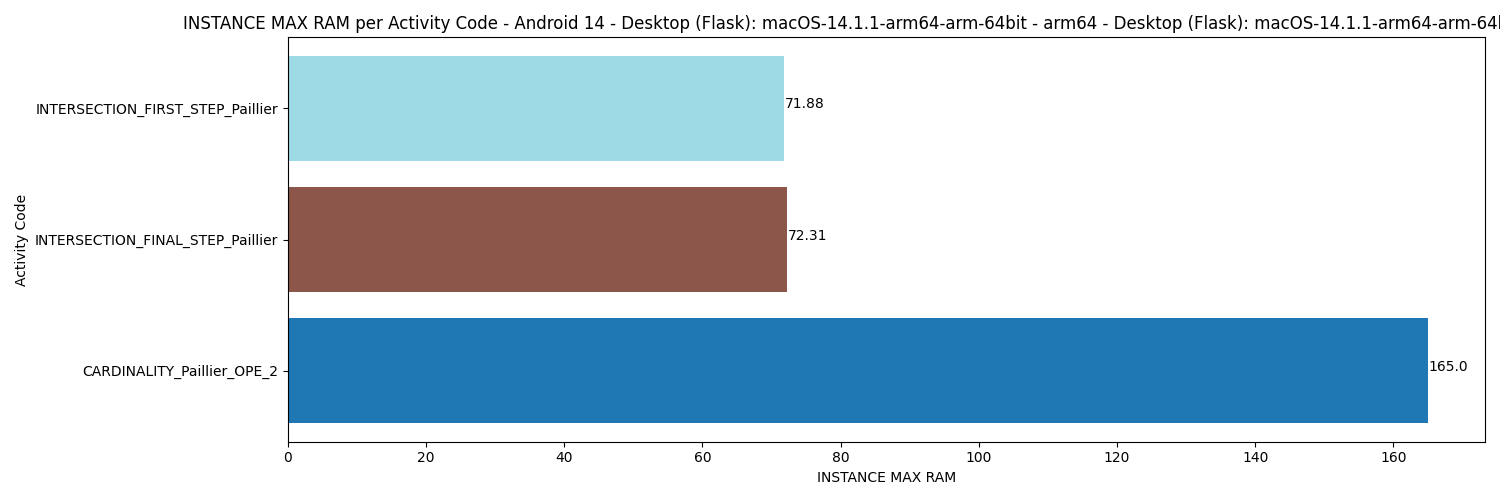 INSTANCE MAX RAM per Activity Code - Android 14 - Desktop (Flask): macOS-14.1.1-arm64-arm-64bit - arm64 - Desktop (Flask): macOS-14.1.1-arm64-arm-64
INTERSECTION_FIRST_STEP_Paillier
71.88
INTERSECTION_FINAL_STEP_Paillier
72.31
CARDINALITY_Paillier_OPE_2
165.0
Activity Code
0 20 40 60 80 100 120 140 160
INSTANCE MAX RAM